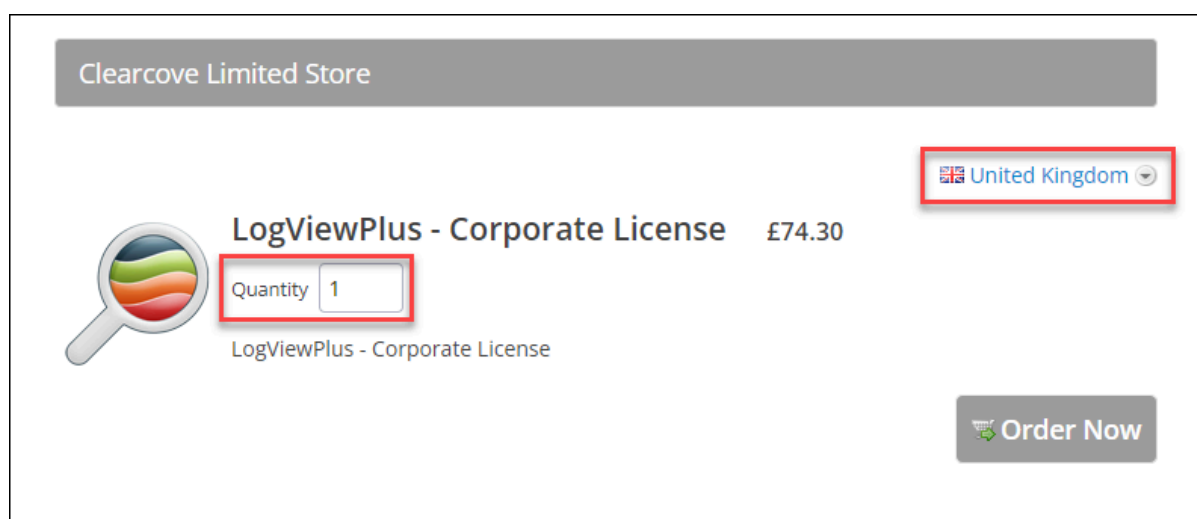 Clearcove Limited Store
United Kingdom
LogViewPlus - Corporate License £74.30
Quantity 1
LogViewPlus - Corporate License
Order Now